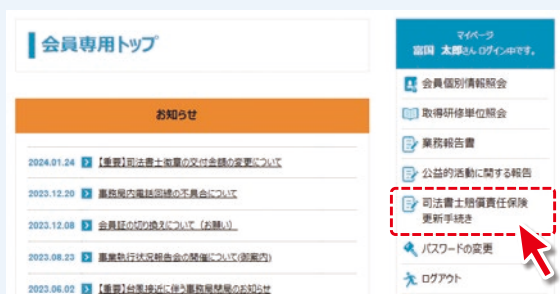 会員専用トップ
お知らせ
2024.01.24 【重要】司法書士徽章の交付金額の変更について
2023.12.20 事務局内電話回線の不具合について
2023.12.08 会員証の切り換えについて（お願い）
2023.08.23 事業執行状況報告会の開催について(御案内)
2023.06.02 【重要】台風接近に伴う事務局閉局のお知らせ
マイページ
富国 太郎さん ログイン中です。
会員個別情報照会
取得研修単位照会
業務報告書
公益的活動に関する報告
司法書士賠償責任保険
更新手続き
パスワードの変更
ログアウト